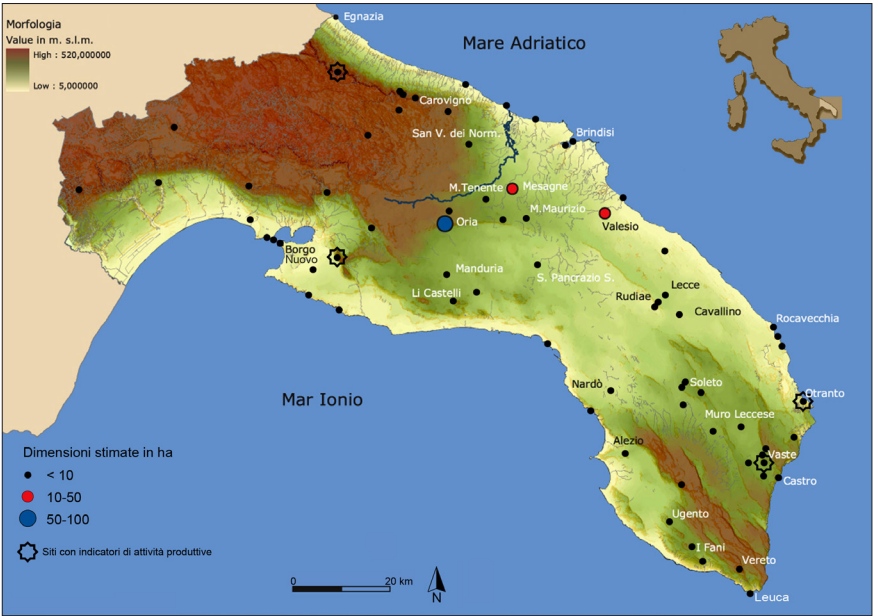 Egnazia
Morfologia
Value in m. s.l.m.
High : 520,000000
Low : 5,000000
Mare Adriatico
Carovigno
San V. dei Norm.
Brindisi
M.Tenente
Mesagne
M.Maurizio
Oria
Valesio
Borgo
Nuovo
Manduria
S. Pancrazio S.
Li Castelli
Lecce
Rudiae
Cavallino
Rocavecchia
Mar Ionio
Nardò
Soleto
Otranto
Muro Leccese
Alezio
Vaste
Castro
Dimensioni stimate in ha
< 10
10-50
50-100
Siti con indicatori di attività produttive
Ugento
I Fani
Vereto
Leuca
0 20 km
N